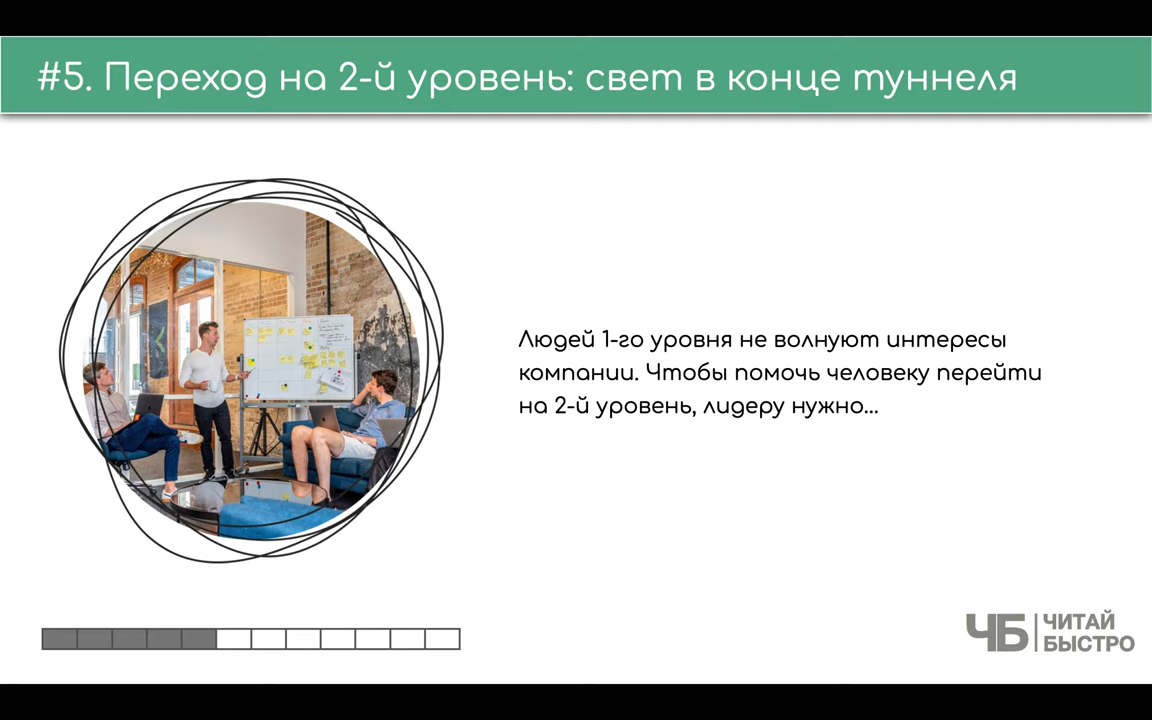 #5. Переход на 2-й уровень: свет в конце туннеля
Людей 1-го уровня не волнуют интересы
компании. Чтобы помочь человеку перейти
на 2-й уровень, лидеру нужно...
ЧБ
ЧИТАЙ
БЫСТРО